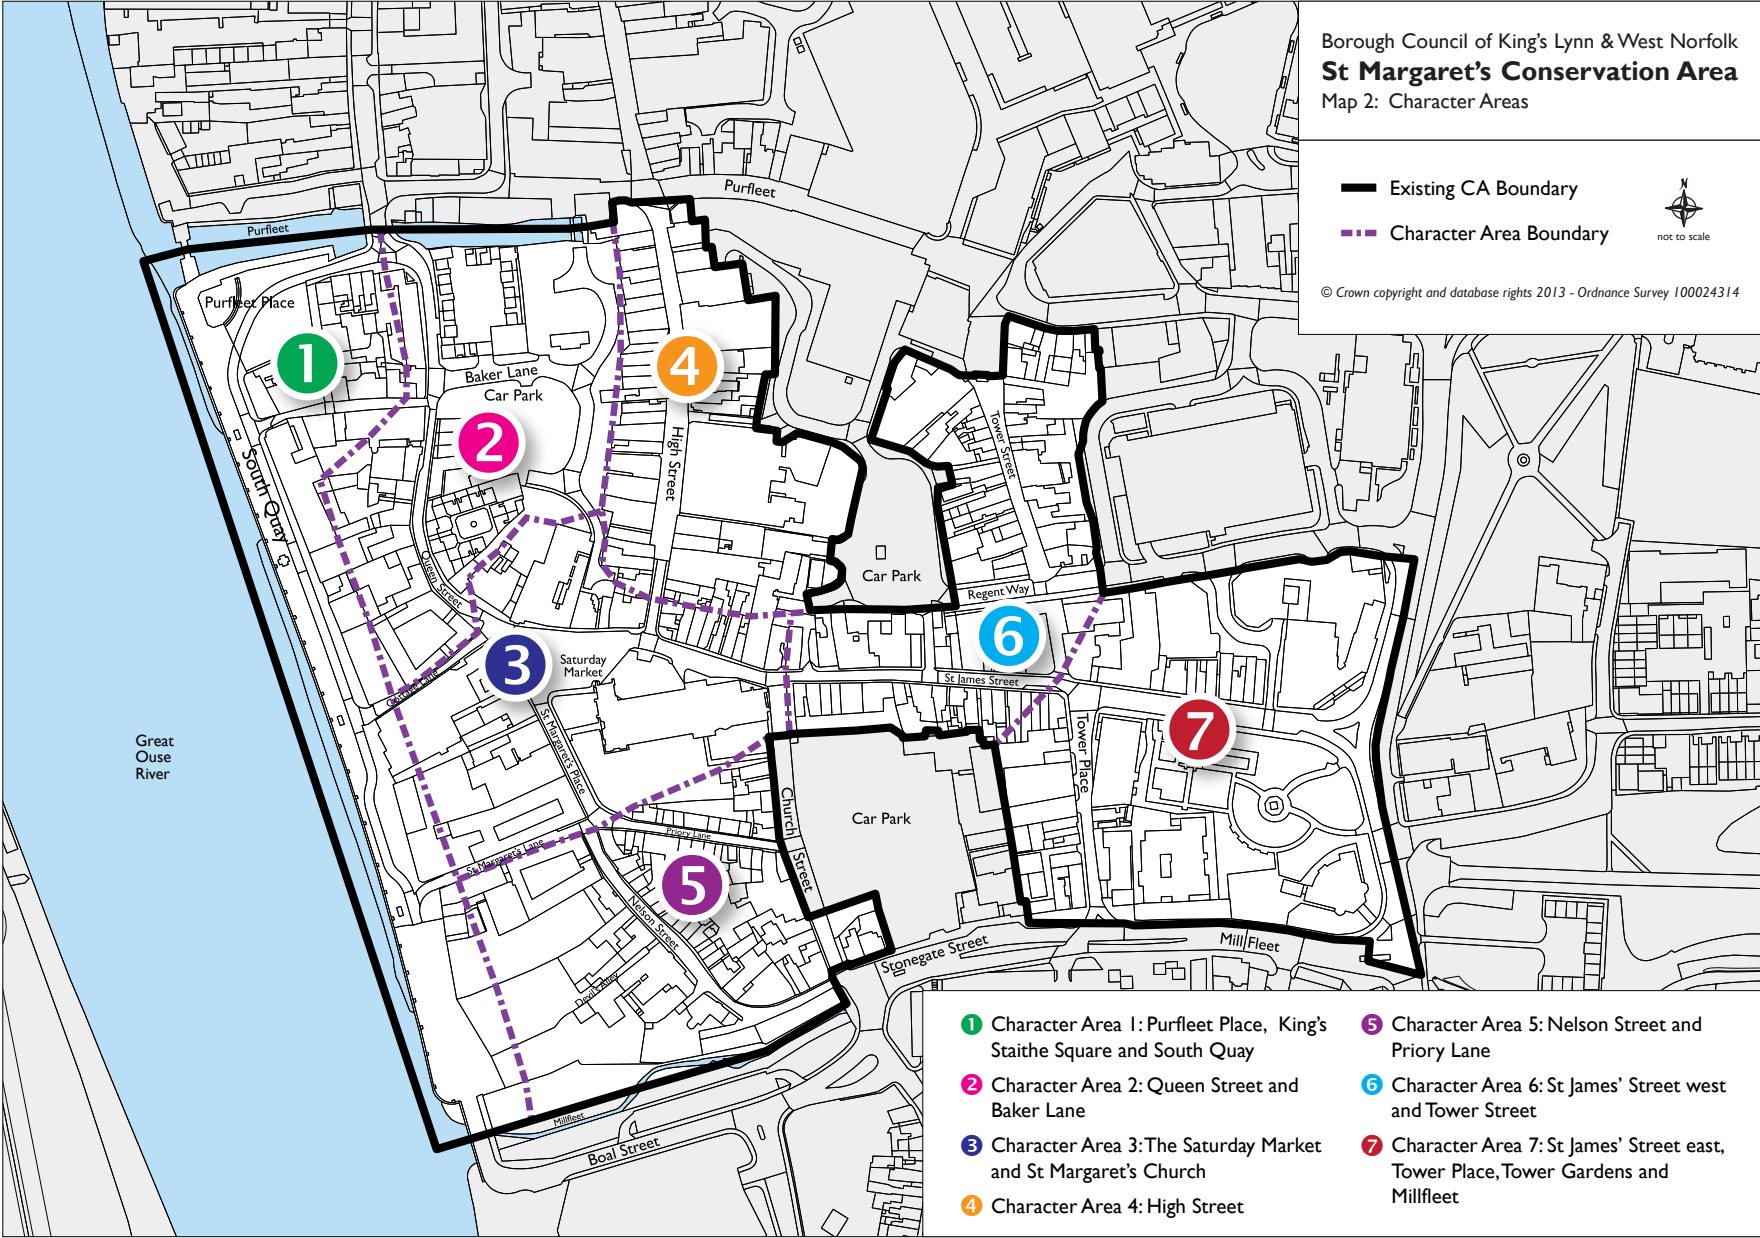 Borough Council of King's Lynn & West Norfolk
St Margaret's Conservation Area
Map 2: Character Areas
Existing CA Boundary
Character Area Boundary
N
not to scale
© Crown copyright and database rights 2013 - Ordnance Survey 100024314
Purfleet
Purfleet
Purfleet Place
1
4
Baker Lane
Car Park
2
High Street
Tower Street
South Quay
Queen Street
Car Park
Regent Way
6
3
Saturday
Market
St James Street
St Margaret's Place
Tower Place
7
Great
Ouse
River
Church Street
Car Park
Priory Lane
St Margaret's Lane
5
Nelson Street
Devil's Alley
Stonegate Street
Mill Fleet
Millfleet
Boal Street
1 Character Area 1: Purfleet Place, King's
Staithe Square and South Quay
2 Character Area 2: Queen Street and
Baker Lane
3 Character Area 3: The Saturday Market
and St Margaret's Church
4 Character Area 4: High Street
5 Character Area 5: Nelson Street and
Priory Lane
6 Character Area 6: St James' Street west
and Tower Street
7 Character Area 7: St James' Street east,
Tower Place, Tower Gardens and
Millfleet